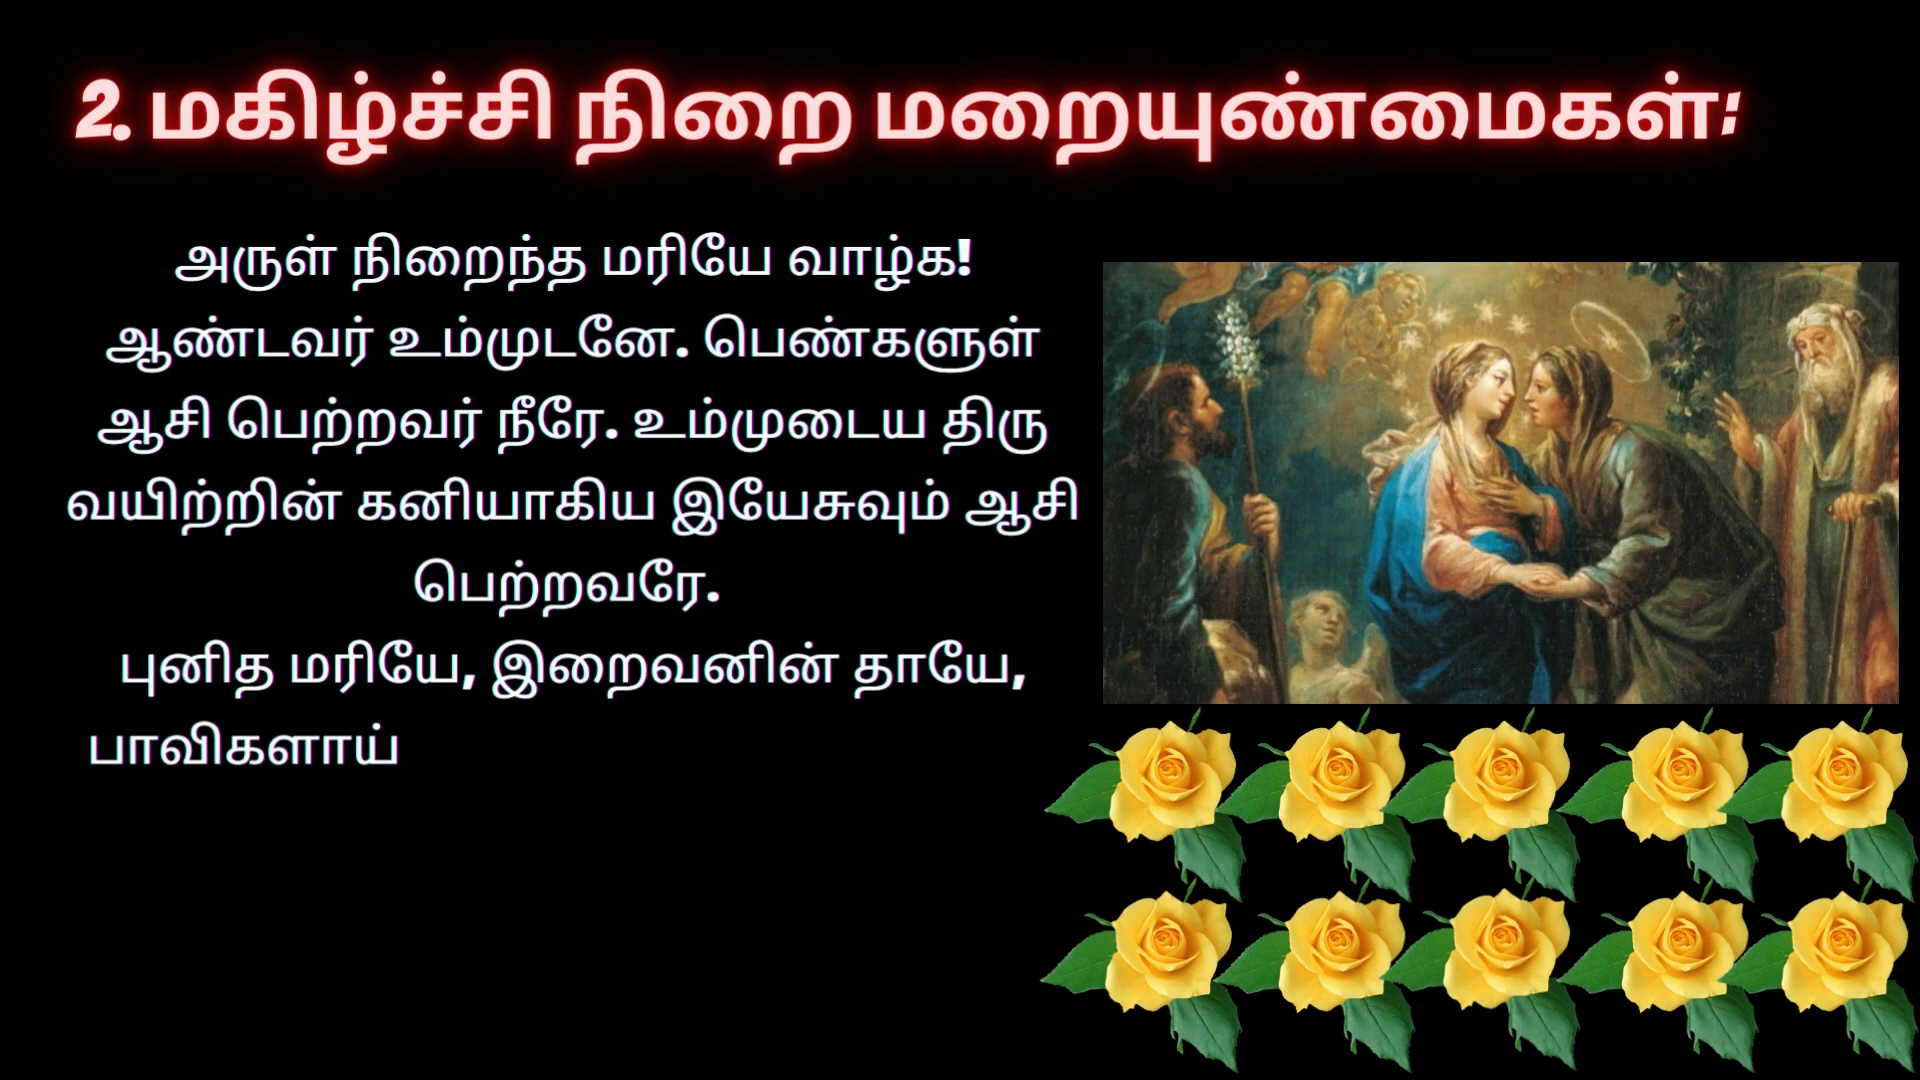 2. மகிழ்ச்சி நிறை மறையுண்மைகள்:
அருள் நிறைந்த மரியே வாழ்க!
ஆண்டவர் உம்முடனே. பெண்களுள்
ஆசி பெற்றவர் நீரே. உம்முடைய திரு
வயிற்றின் கனியாகிய இயேசுவும் ஆசி
பெற்றவரே.
புனித மரியே, இறைவனின் தாயே,
பாவிகளாய்